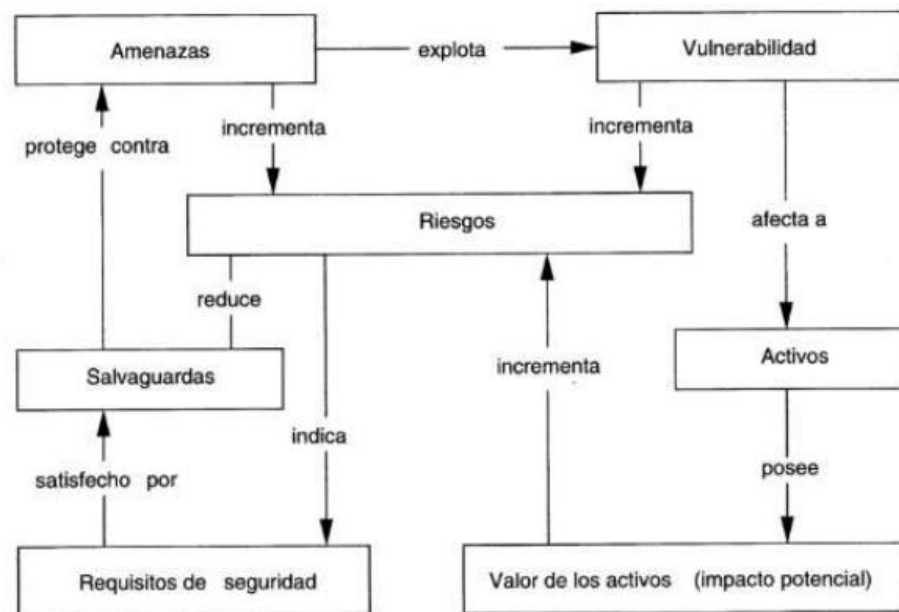 Amenazas
explota
Vulnerabilidad
incrementa
incrementa
protege contra
Riesgos
afecta a
reduce
Activos
Salvaguardas
incrementa
indica
posee
satisfecho por
Requisitos de seguridad
Valor de los activos (impacto potencial)